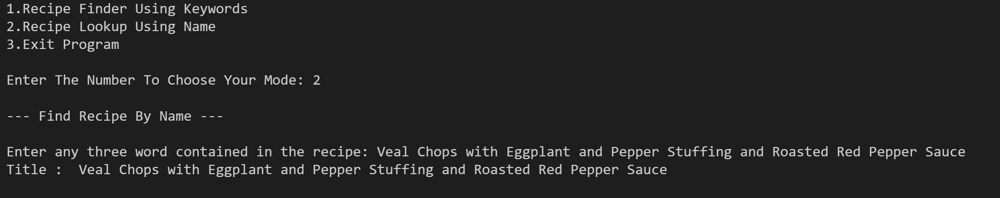 1.Recipe Finder Using Keywords
2.Recipe Lookup Using Name
3.Exit Program
Enter The Number To Choose Your Mode: 2
--- Find Recipe By Name ---
Enter any three word contained in the recipe: Veal Chops with Eggplant and Pepper Stuffing and Roasted Red Pepper Sauce
Title :  Veal Chops with Eggplant and Pepper Stuffing and Roasted Red Pepper Sauce